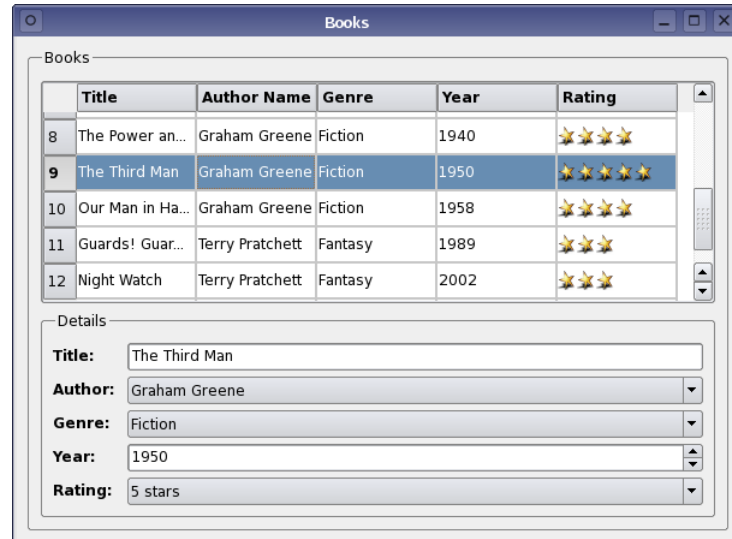 Books
Books
Title Author Name Genre Year Rating
8 The Power an... Graham Greene Fiction 1940
9 The Third Man Graham Greene Fiction 1950
10 Our Man in Ha... Graham Greene Fiction 1958
11 Guards! Guar... Terry Pratchett Fantasy 1989
12 Night Watch Terry Pratchett Fantasy 2002
Details
Title: The Third Man
Author: Graham Greene
Genre: Fiction
Year: 1950
Rating: 5 stars